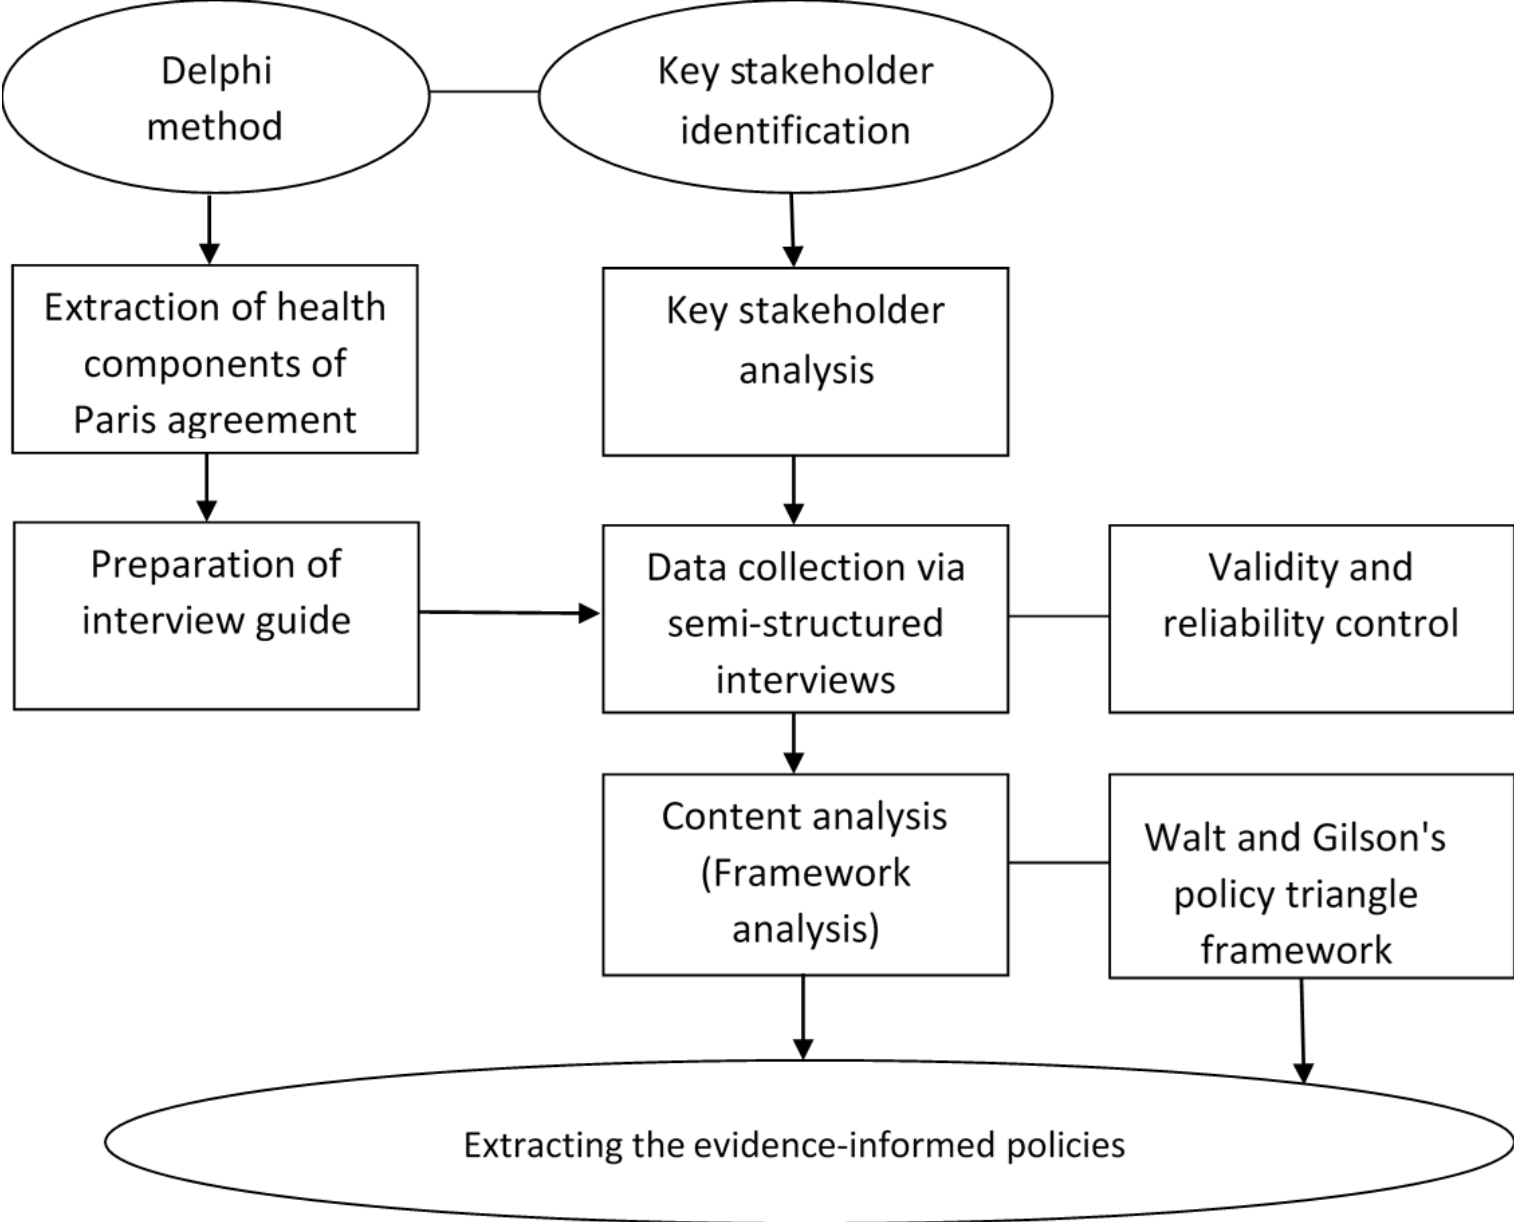 Delphi
method
Key stakeholder
identification
Extraction of health
components of
Paris agreement
Key stakeholder
analysis
Preparation of
interview guide
Data collection via
semi-structured
interviews
Validity and
reliability control
Content analysis
(Framework
analysis)
Walt and Gilson's
policy triangle
framework
Extracting the evidence-informed policies